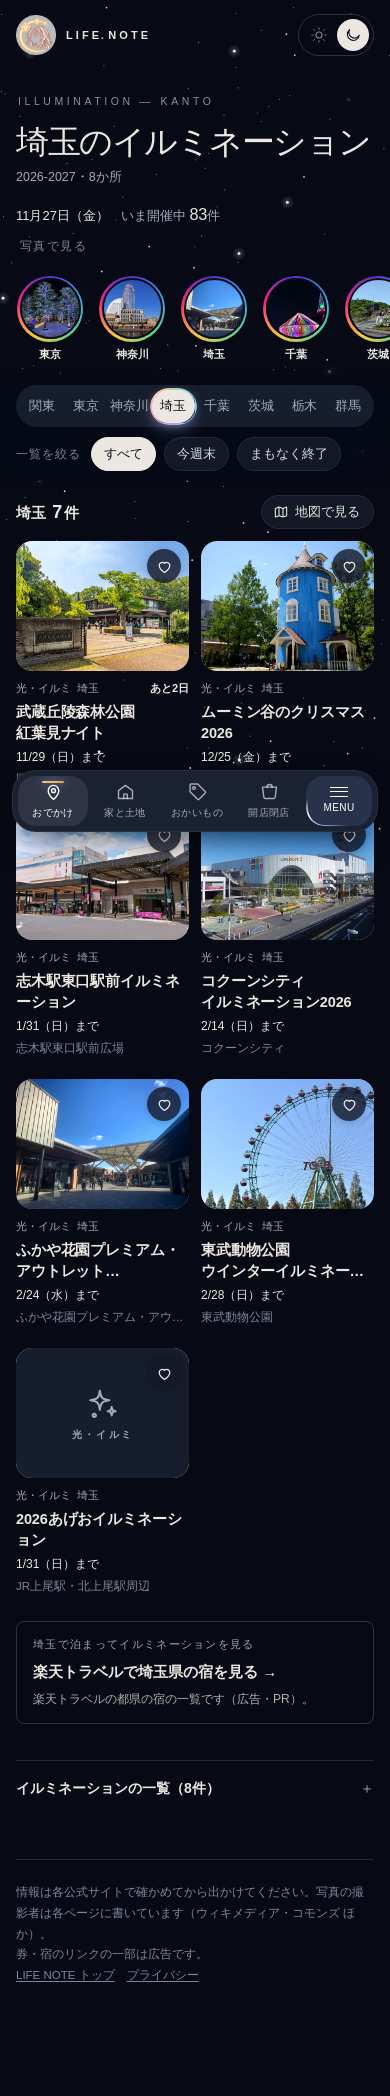 LIFE.NOTE
ILLUMINATION — KANTO
埼玉のイルミネーション
2026-2027・8か所
11月27日（金） いま開催中 83件
写真で見る
東京 神奈川 埼玉 千葉 茨城
関東 東京 神奈川 埼玉 千葉 茨城 栃木 群馬
一覧を絞る すべて 今週末 まもなく終了
埼玉 7件 地図で見る
光・イルミ 埼玉 あと2日
武蔵丘陵森林公園
紅葉見ナイト
11/29（日）まで
光・イルミ 埼玉
ムーミン谷のクリスマス
2026
12/25（金）まで
おでかけ 家と土地 おかいもの 開店閉店 MENU
光・イルミ 埼玉
志木駅東口駅前イルミネ
ーション
1/31（日）まで
志木駅東口駅前広場
光・イルミ 埼玉
コクーンシティ
イルミネーション2026
2/14（日）まで
コクーンシティ
光・イルミ 埼玉
ふかや花園プレミアム・
アウトレット…
2/24（水）まで
ふかや花園プレミアム・アウ…
光・イルミ 埼玉
東武動物公園
ウインターイルミネー…
2/28（日）まで
東武動物公園
光・イルミ
光・イルミ 埼玉
2026あげおイルミネーシ
ョン
1/31（日）まで
JR上尾駅・北上尾駅周辺
埼玉で泊まってイルミネーションを見る
楽天トラベルで埼玉県の宿を見る →
楽天トラベルの都県の宿の一覧です（広告・PR）。
イルミネーションの一覧（8件） +
情報は各公式サイトで確かめてから出かけてください。写真の撮
影者は各ページに書いています（ウィキメディア・コモンズ ほ
か）。
券・宿のリンクの一部は広告です。
LIFE NOTE トップ プライバシー